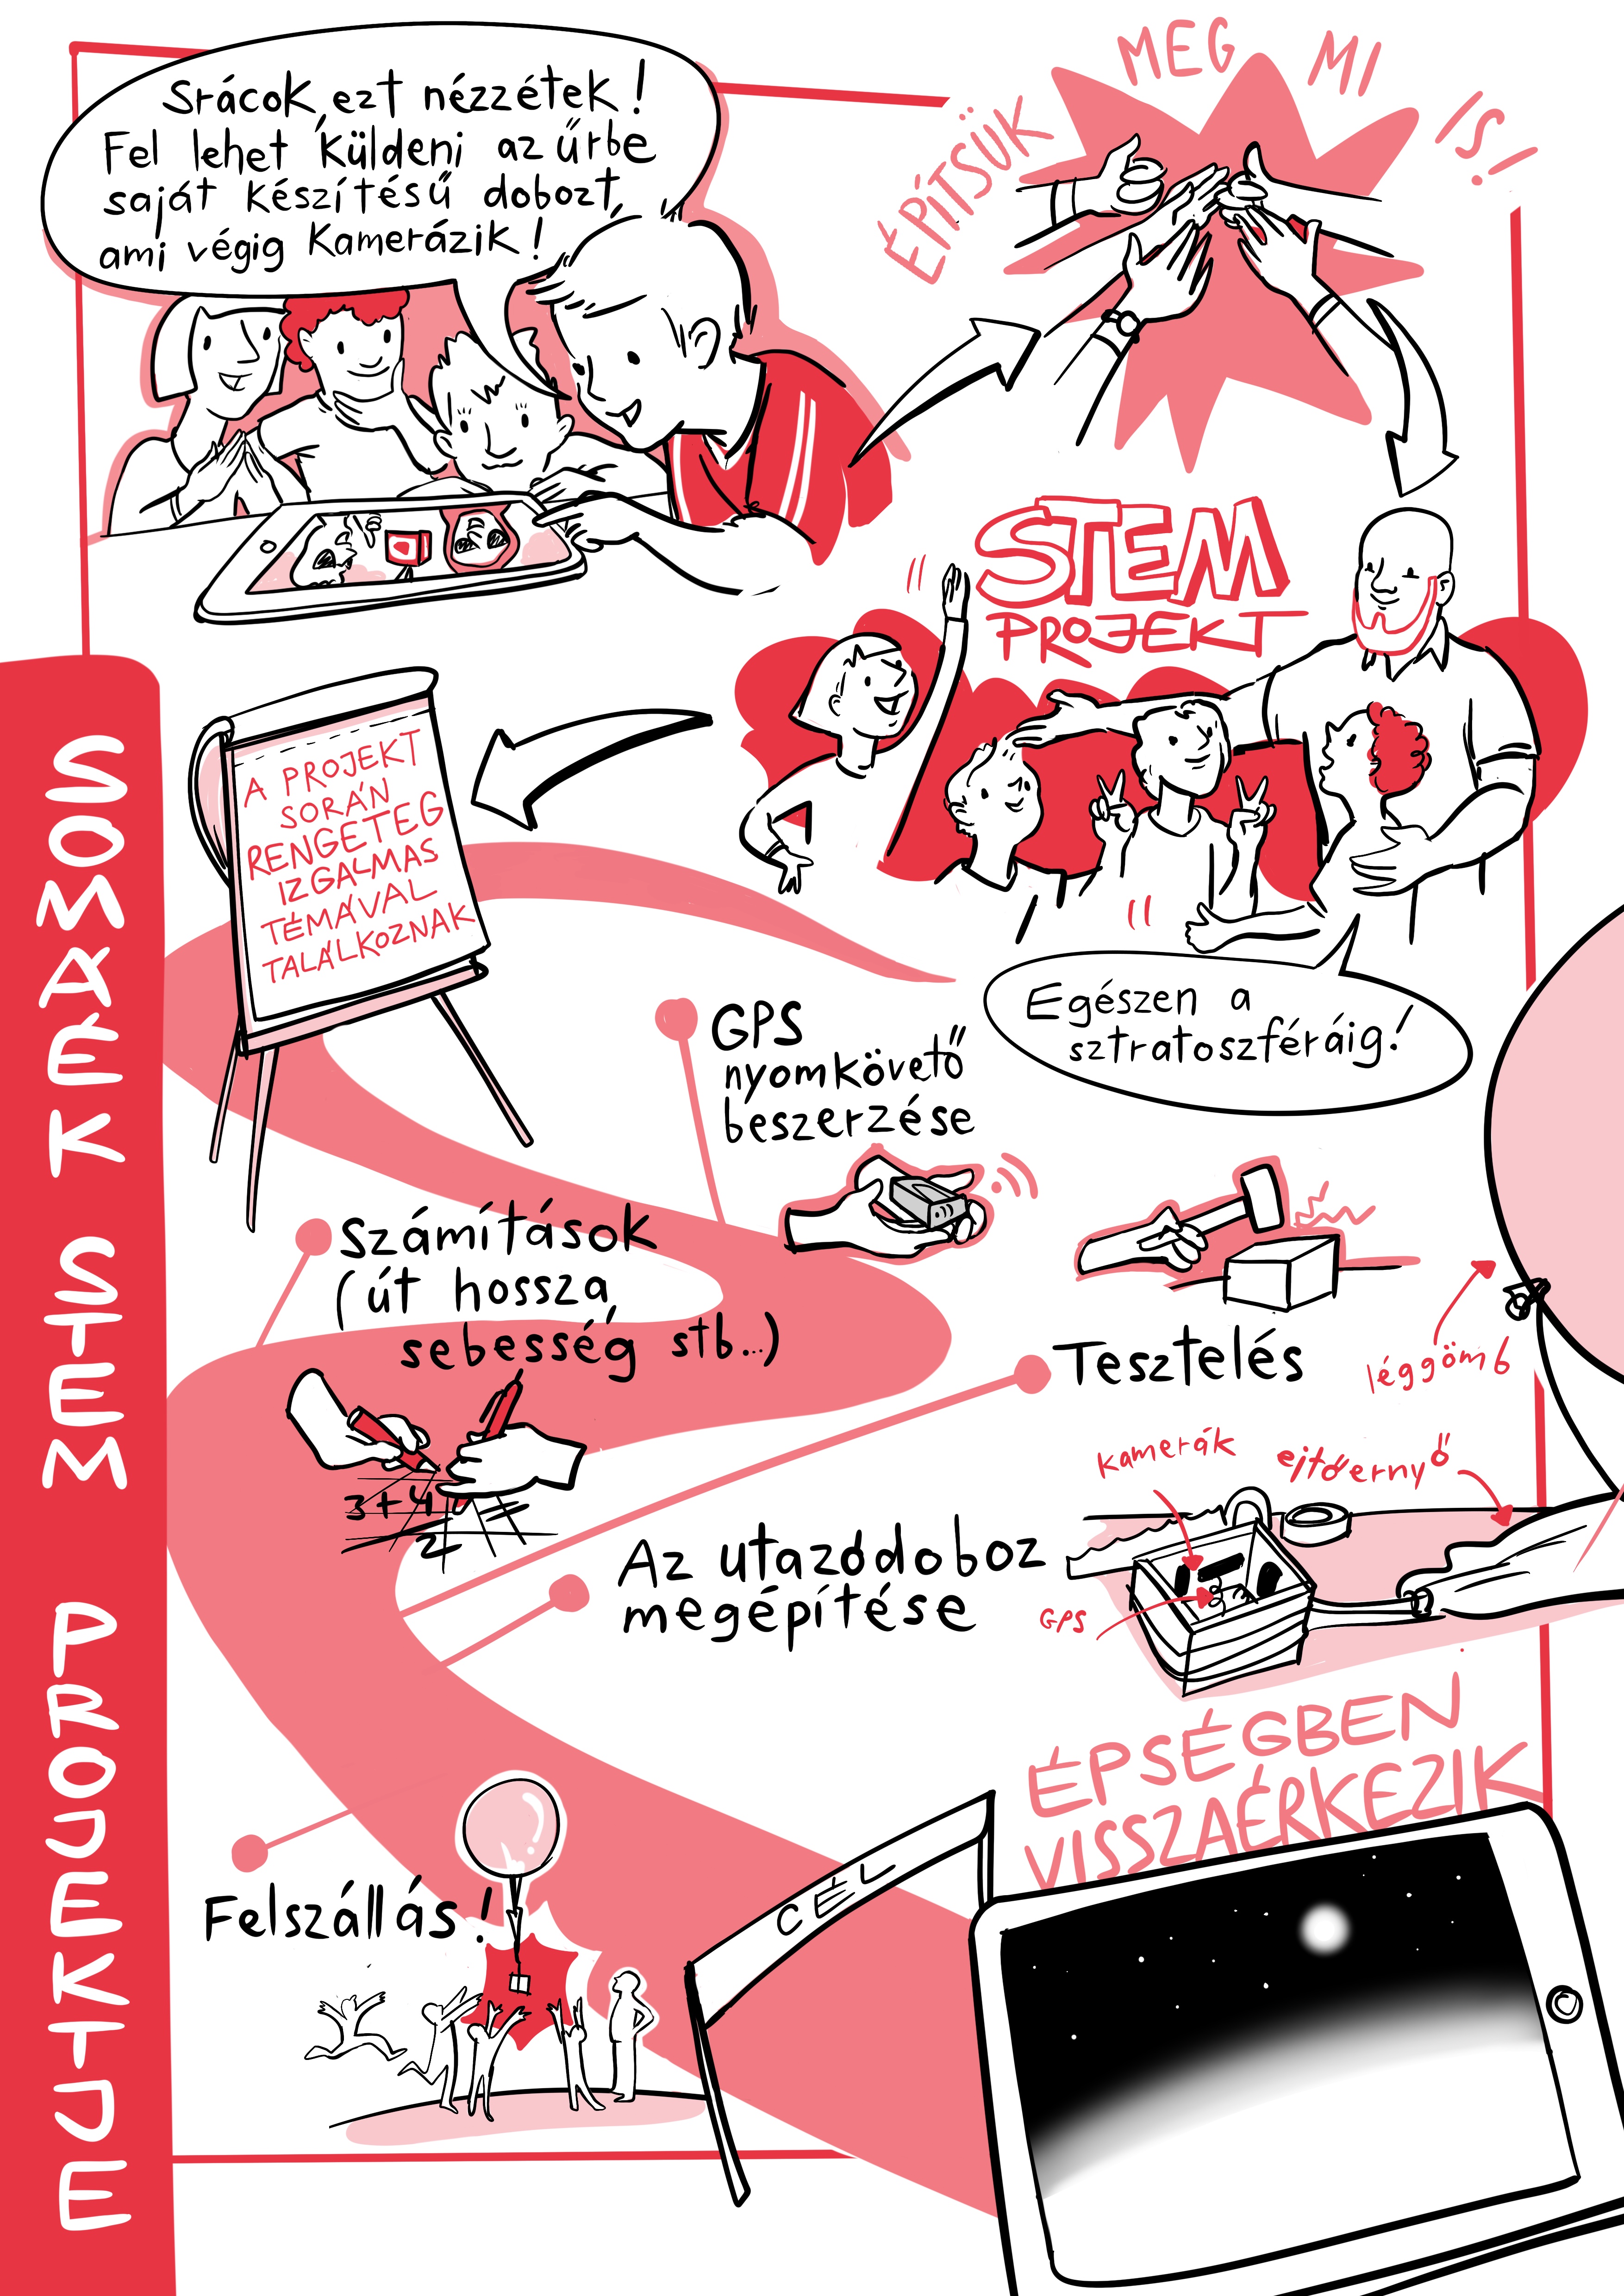 Srácok, ezt nézzétek!
Fel lehet küldeni az űrbe
saját készítésű dobozt,
ami végig kamerázik!
ÉPÍTSÜK MEG MI IS!
STEM
PROJEKT
Egészen a
sztratoszféráig!
A PROJEKT
SORÁN
RENGETEG
IZGALMAS
TÉMÁVAL
TALÁLKOZNAK
GPS
nyomkövető
beszerzése
Számítások
(út hossza,
sebesség stb...)
3+4
2
Tesztelés
léggömb
kamerák
ejtőernyő
GPS
Az utazódoboz
megépítése
Felszállás!
CÉL
ÉPSÉGBEN
VISSZAÉRKEZIK
SOMÁÉK STEM PROJEKTJE